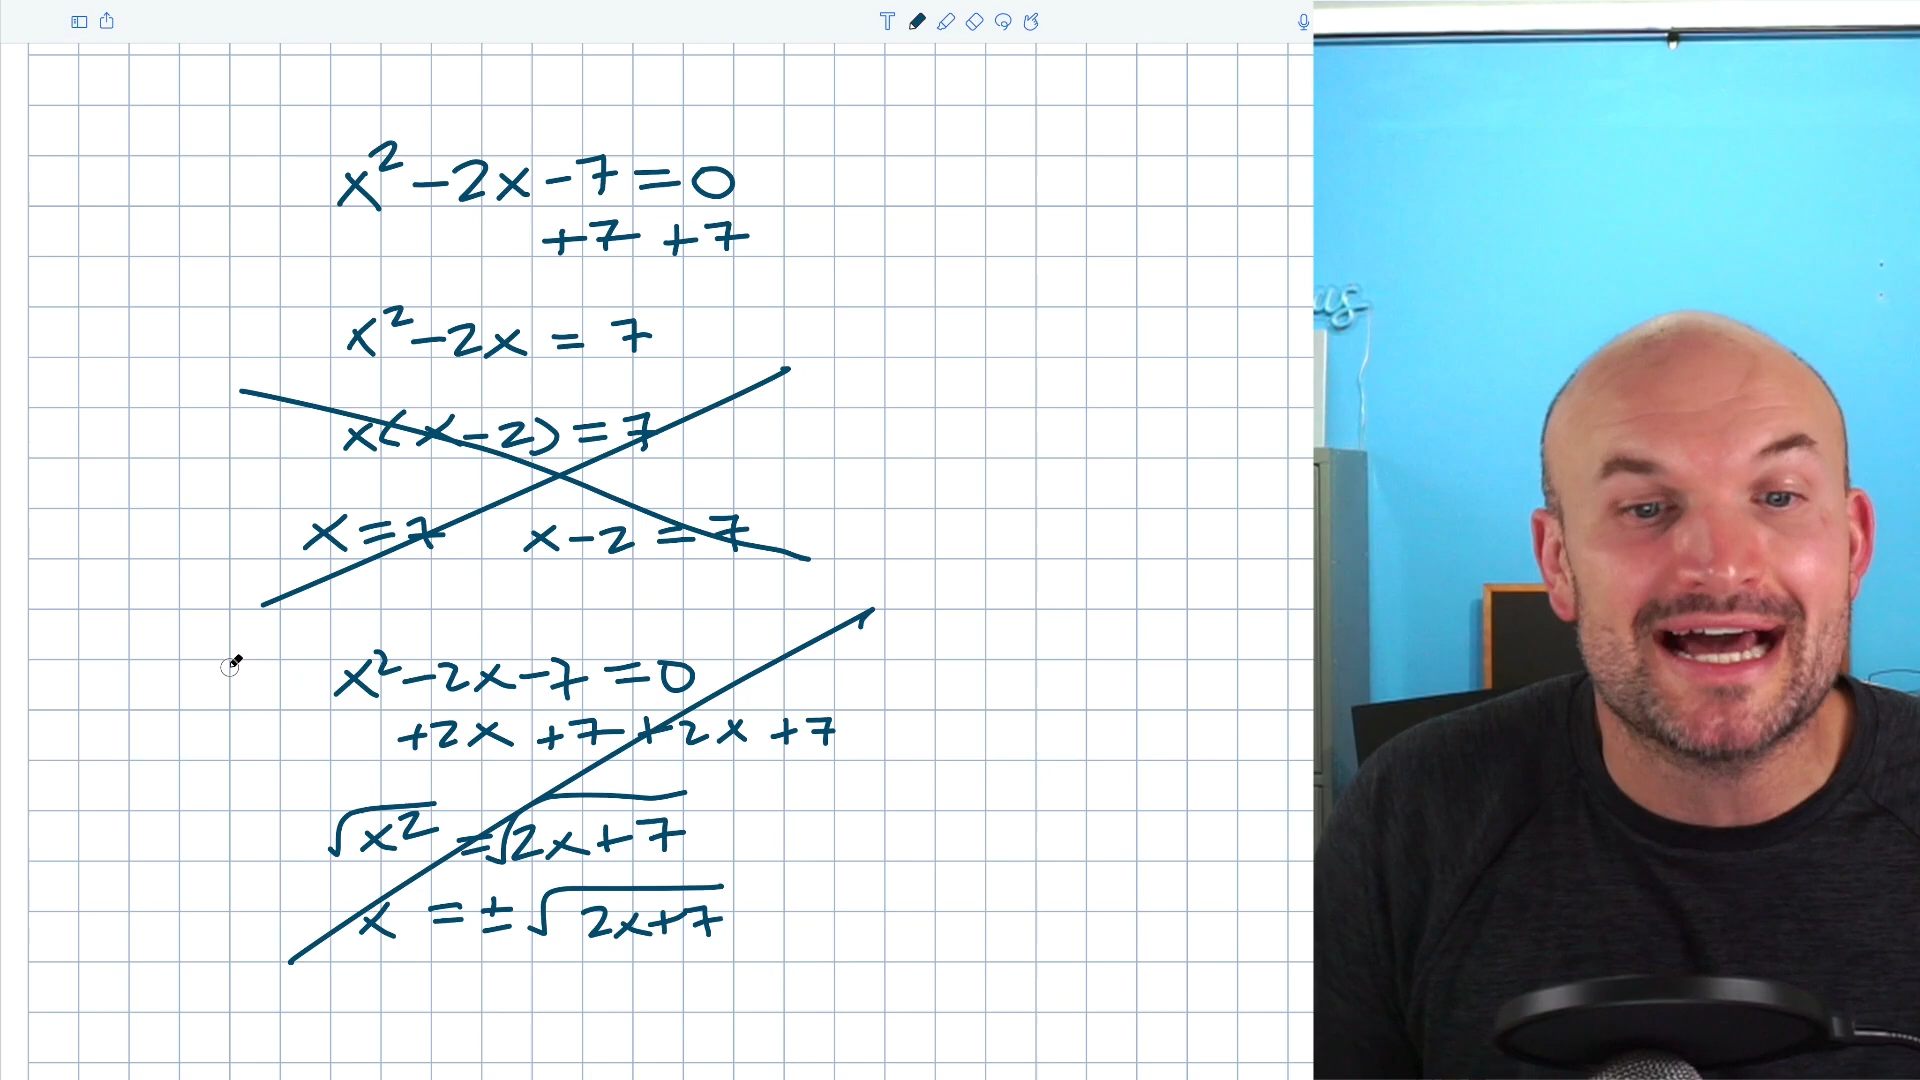 x²-2x-7=0
+7 +7
x²-2x = 7
x(x-2)=7
x=7 x-2=7
x²-2x-7=0
+2x +7 +2x +7
√x² = √2x+7
x = ±√2x+7